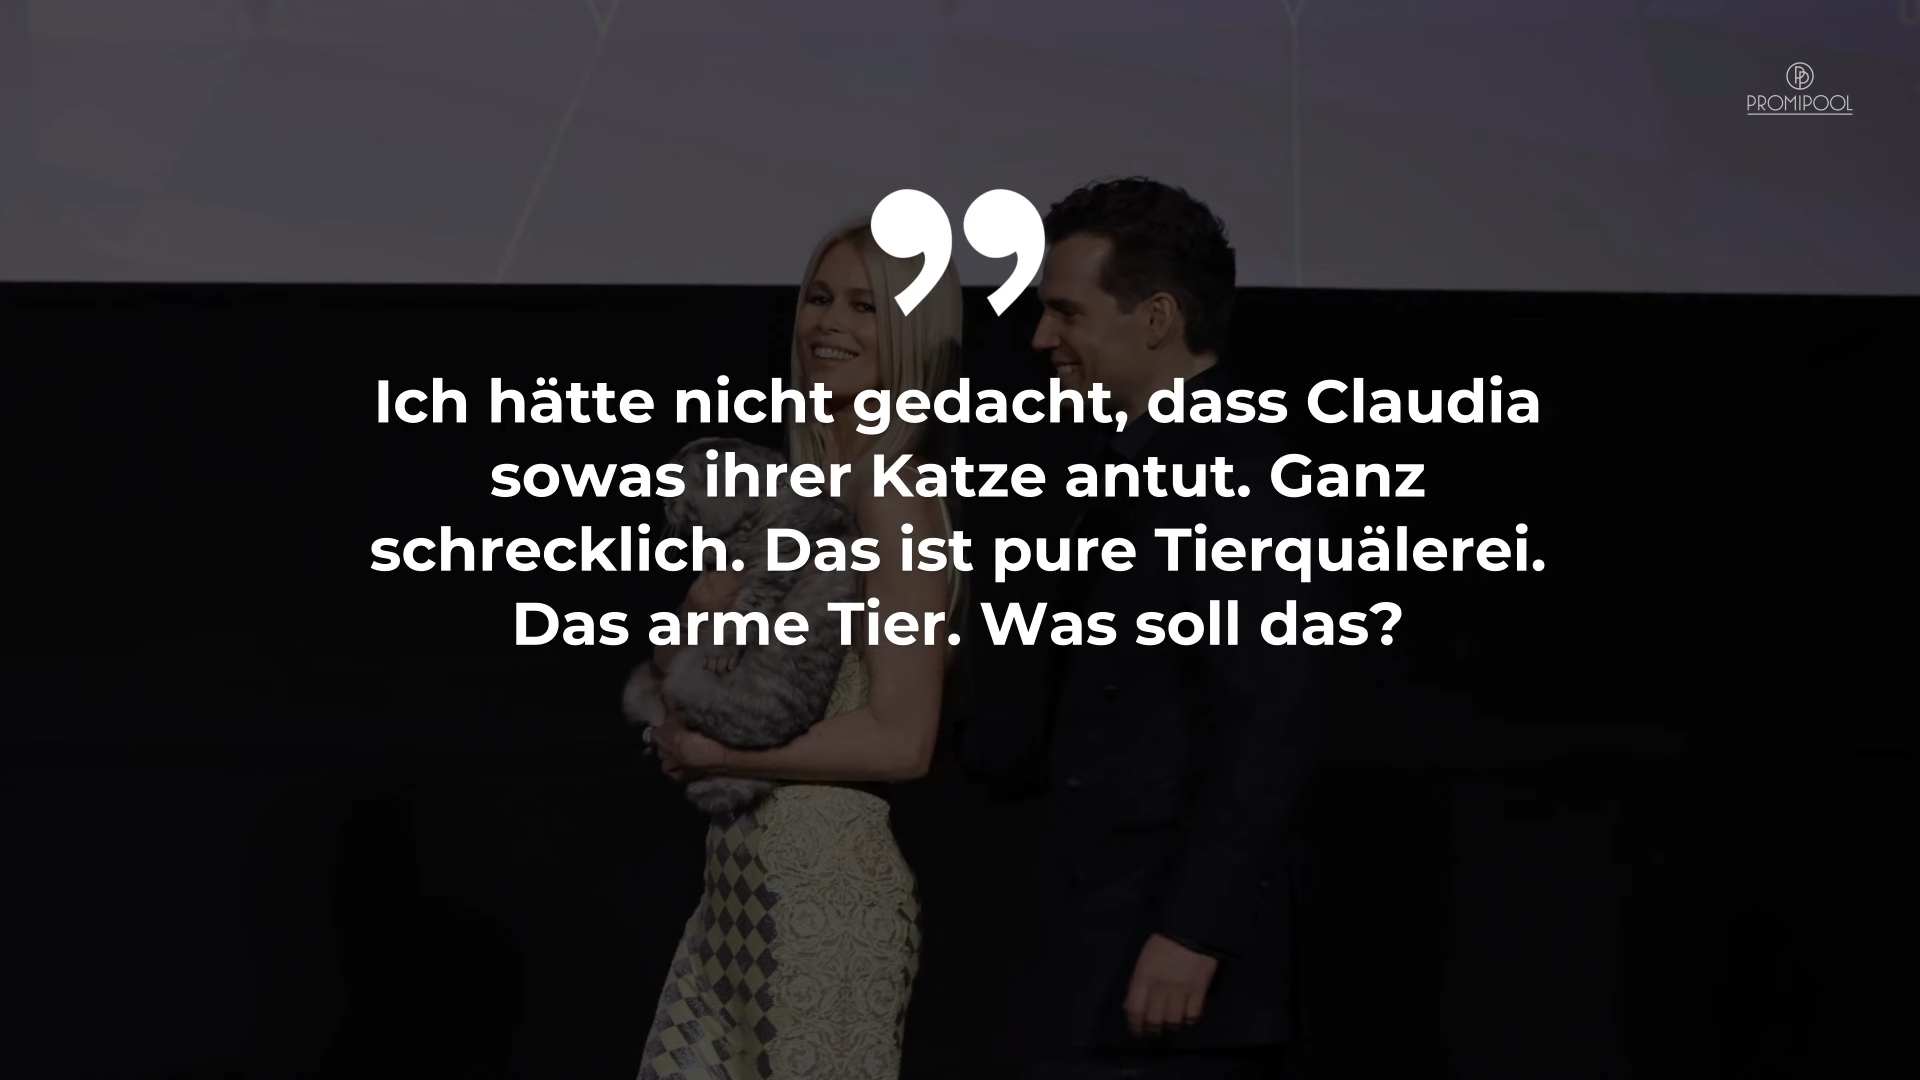 PROMIPOOL
”
Ich hätte nicht gedacht, dass Claudia
sowas ihrer Katze antut. Ganz
schrecklich. Das ist pure Tierquälerei.
Das arme Tier. Was soll das?